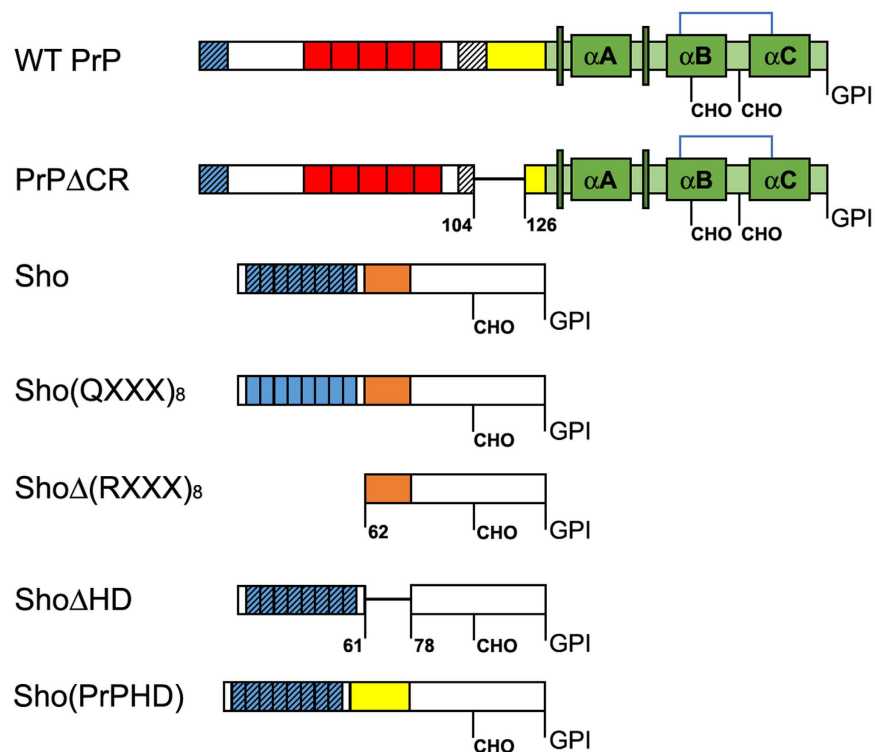 WT PrP
αA αB αC
CHO CHO GPI
PrPΔCR
αA αB αC
104 126 CHO CHO GPI
Sho
CHO GPI
Sho(QXXX)₈
CHO GPI
ShoΔ(RXXX)₈
62 CHO GPI
ShoΔHD
61 78 CHO GPI
Sho(PrPHD)
CHO GPI